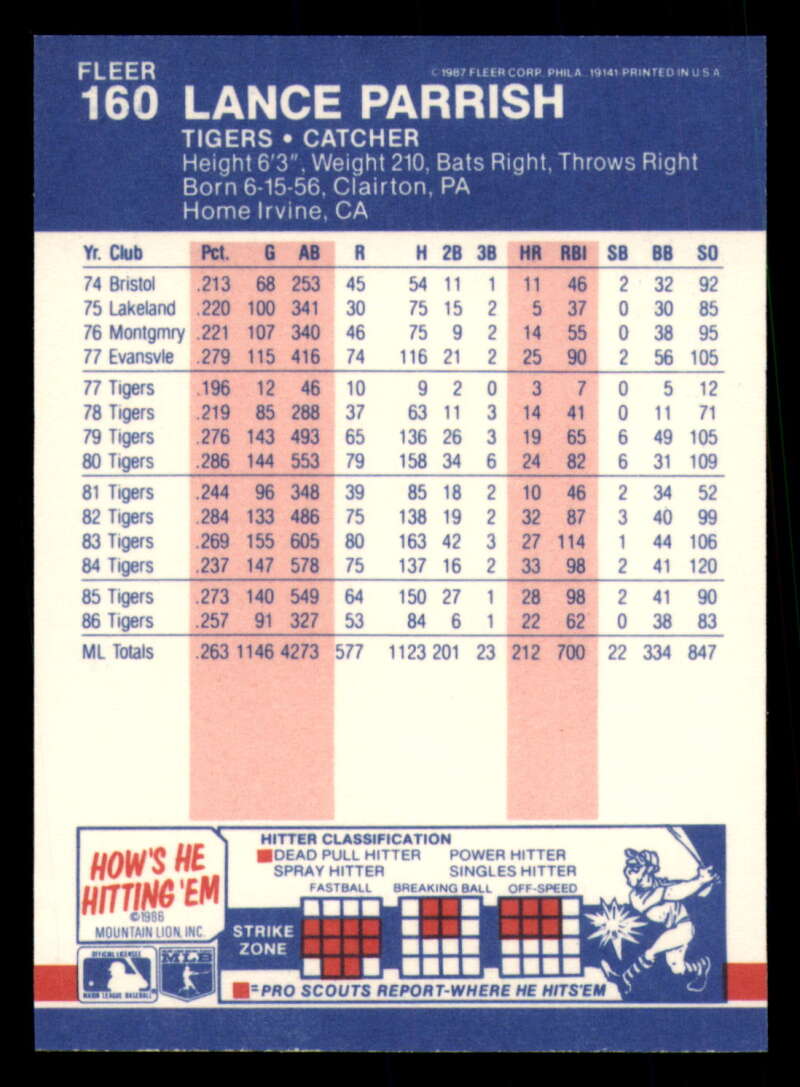 FLEER
©1987 FLEER CORP. PHILA. 19141-PRINTED IN U.S.A.
160 LANCE PARRISH
TIGERS • CATCHER
Height 6'3", Weight 210, Bats Right, Throws Right
Born 6-15-56, Clairton, PA
Home Irvine, CA
Yr. Club Pct. G AB R H 2B 3B HR RBI SB BB SO
74 Bristol .213 68 253 45 54 11 1 11 46 2 32 92
75 Lakeland .220 100 341 30 75 15 2 5 37 0 30 85
76 Montgmry .221 107 340 46 75 9 2 14 55 0 38 95
77 Evansvle .279 115 416 74 116 21 2 25 90 2 56 105
77 Tigers .196 12 46 10 9 2 0 3 7 0 5 12
78 Tigers .219 85 288 37 63 11 3 14 41 0 11 71
79 Tigers .276 143 493 65 136 26 3 19 65 6 49 105
80 Tigers .286 144 553 79 158 34 6 24 82 6 31 109
81 Tigers .244 96 348 39 85 18 2 10 46 2 34 52
82 Tigers .284 133 486 75 138 19 2 32 87 3 40 99
83 Tigers .269 155 605 80 163 42 3 27 114 1 44 106
84 Tigers .237 147 578 75 137 16 2 33 98 2 41 120
85 Tigers .273 140 549 64 150 27 1 28 98 2 41 90
86 Tigers .257 91 327 53 84 6 1 22 62 0 38 83
ML Totals .263 1146 4273 577 1123 201 23 212 700 22 334 847
HOW'S HE
HITTING 'EM
©1986
MOUNTAIN LION, INC.
OFFICIAL LICENSEE
MAJOR LEAGUE BASEBALL
MLB
HITTER CLASSIFICATION
DEAD PULL HITTER POWER HITTER
SPRAY HITTER SINGLES HITTER
FASTBALL BREAKING BALL OFF-SPEED
STRIKE
ZONE
=PRO SCOUTS REPORT-WHERE HE HITS'EM